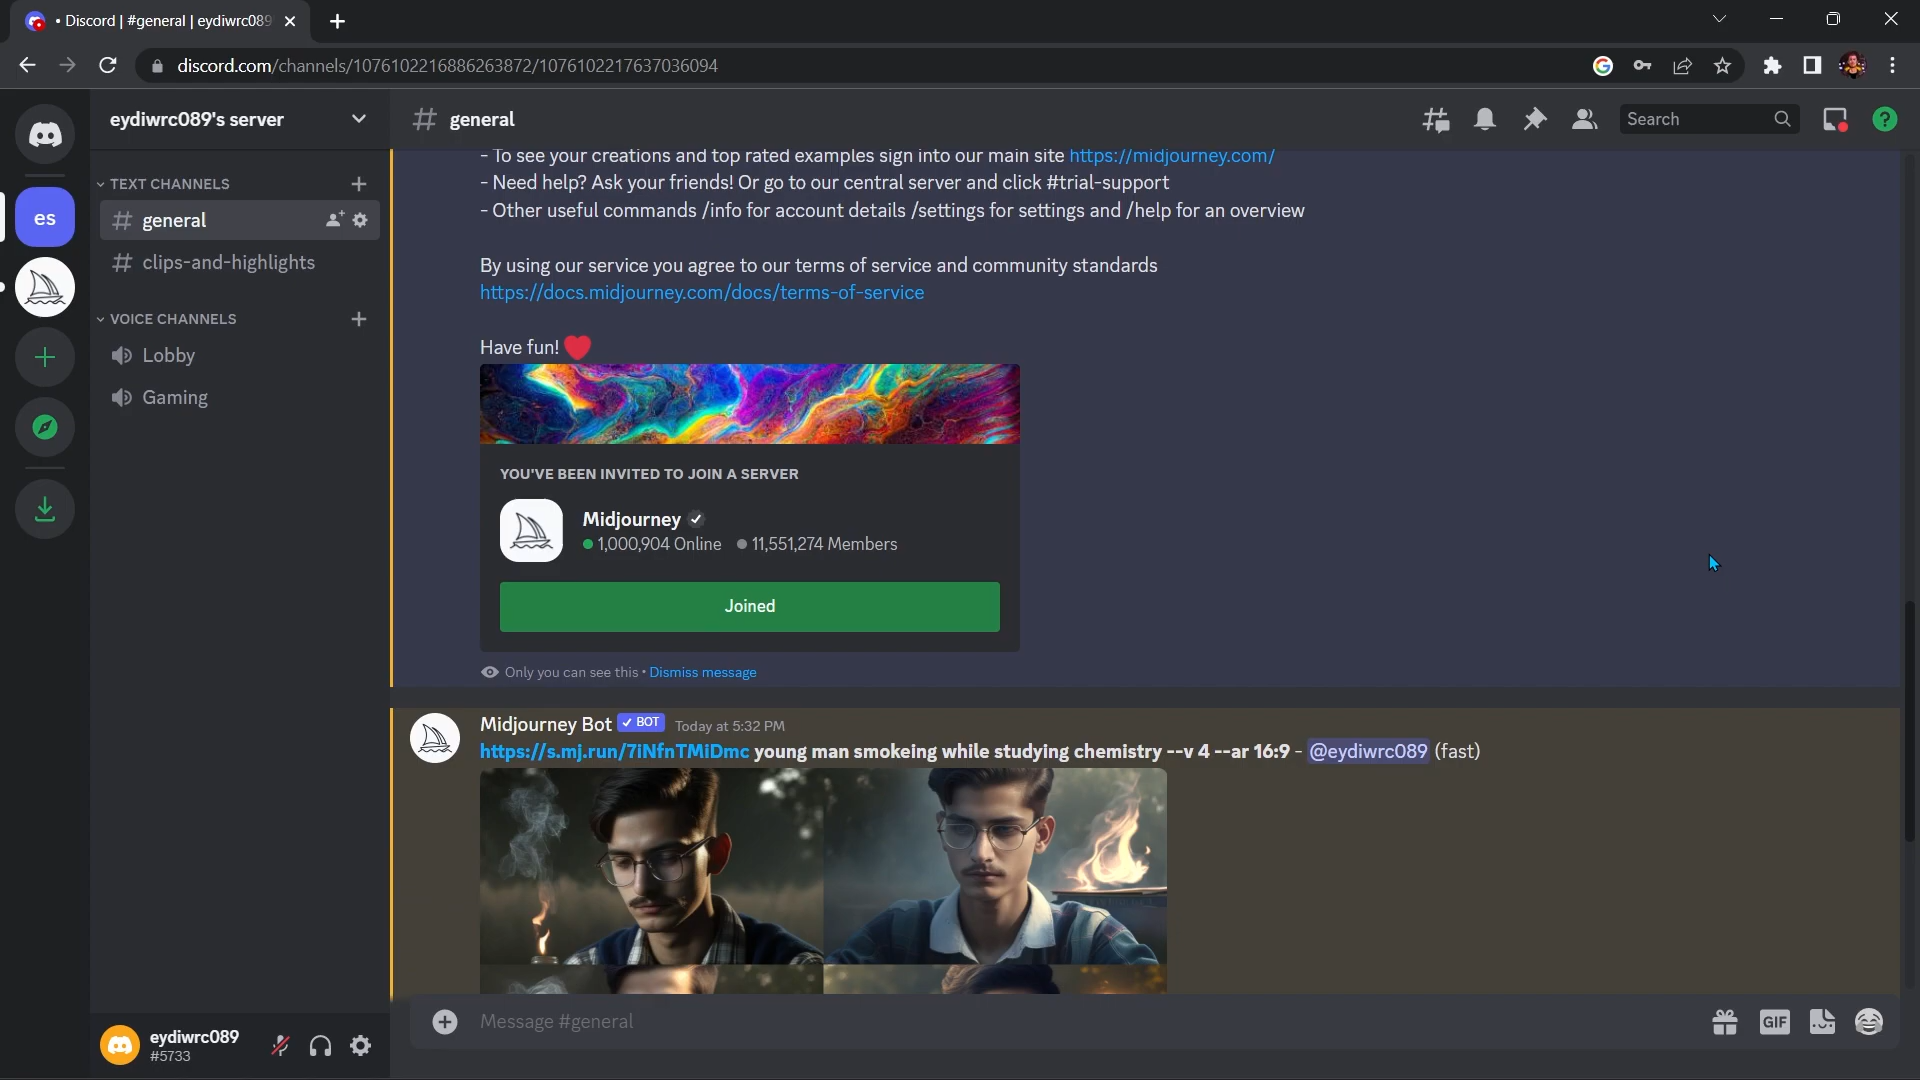 • Discord | #general | eydiwrc089
discord.com/channels/1076102216886263872/1076102217637036094
eydiwrc089's server
general
Search
TEXT CHANNELS
general
clips-and-highlights
VOICE CHANNELS
Lobby
Gaming
es
- To see your creations and top rated examples sign into our main site https://midjourney.com/
- Need help? Ask your friends! Or go to our central server and click #trial-support
- Other useful commands /info for account details /settings for settings and /help for an overview
By using our service you agree to our terms of service and community standards
https://docs.midjourney.com/docs/terms-of-service
Have fun! ❤️
YOU'VE BEEN INVITED TO JOIN A SERVER
Midjourney
1,000,904 Online 11,551,274 Members
Joined
Only you can see this • Dismiss message
Midjourney Bot ✓ BOT Today at 5:32 PM
https://s.mj.run/7iNfnTMiDmc young man smokeing while studying chemistry --v 4 --ar 16:9 - @eydiwrc089 (fast)
Message #general
GIF
eydiwrc089
#5733